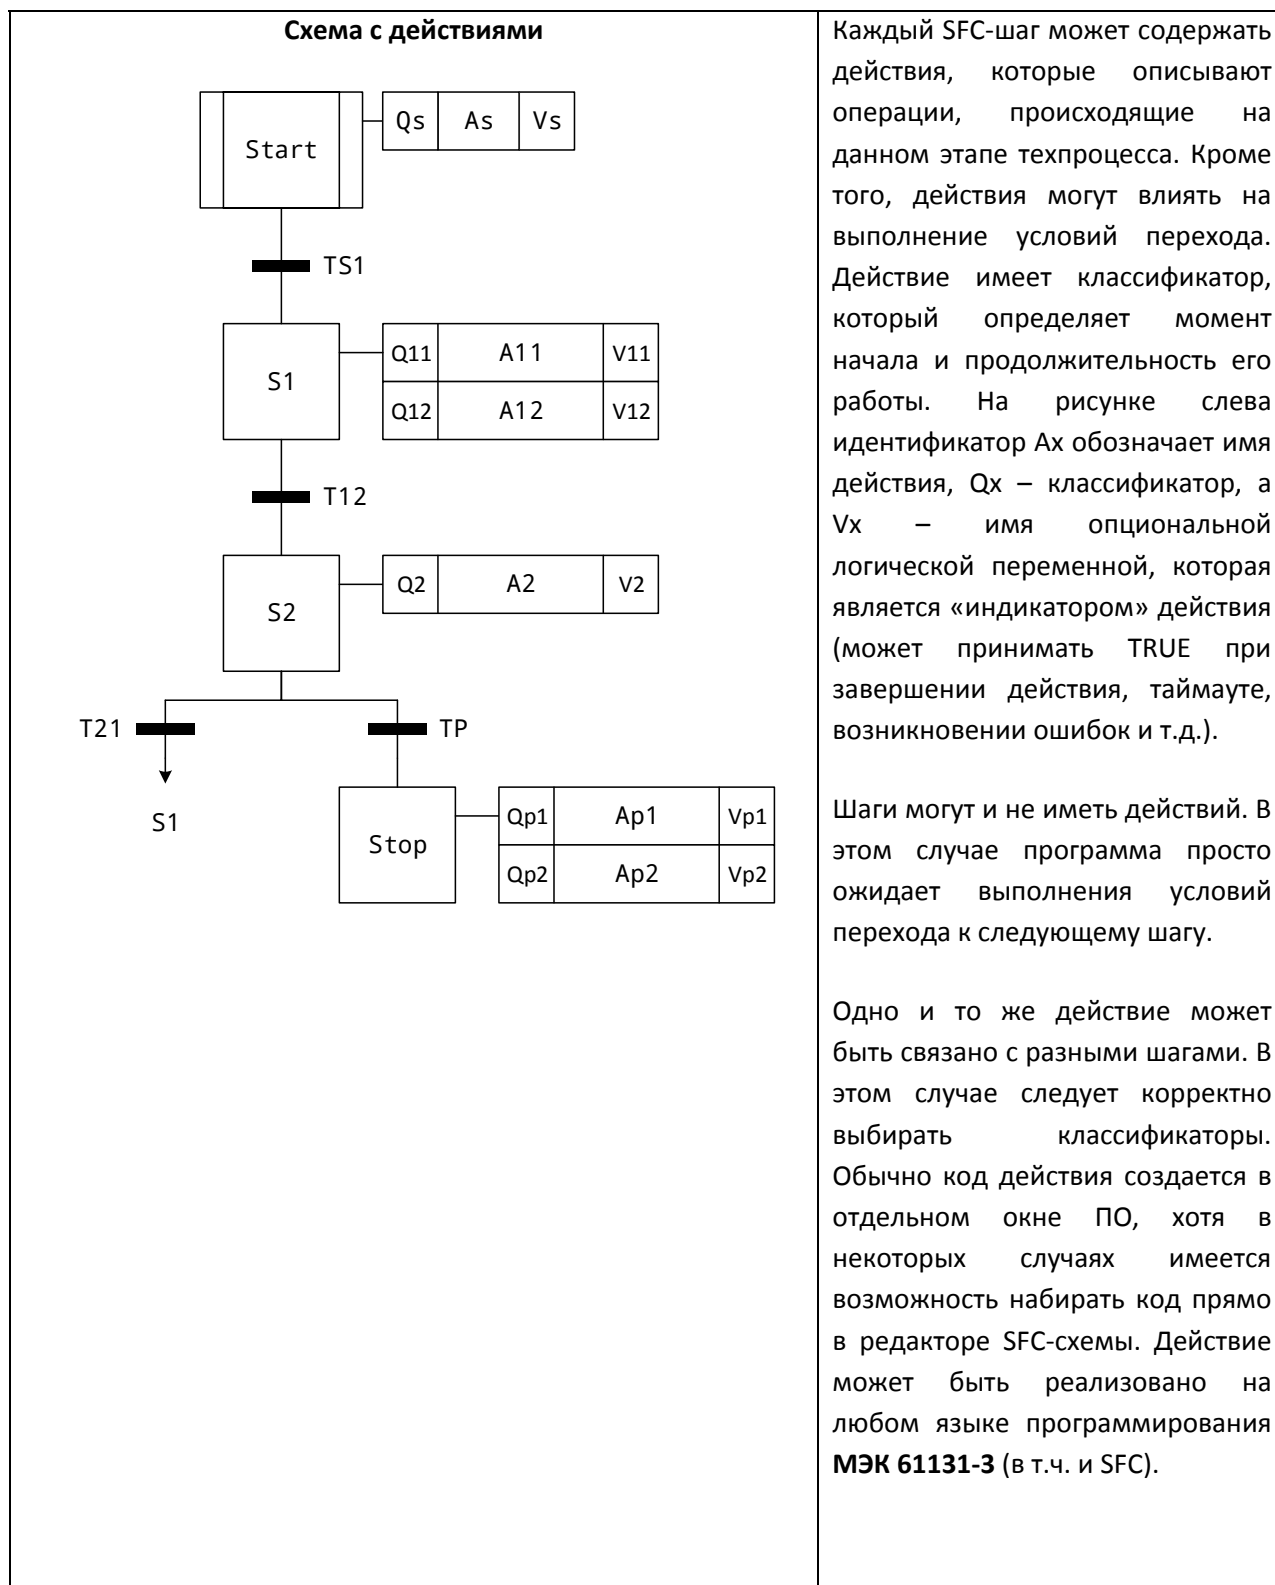 Схема с действиями
Qs As Vs
Start
TS1
Q11 A11 V11
S1
Q12 A12 V12
T12
Q2 A2 V2
S2
T21 TP
S1
Qp1 Ap1 Vp1
Stop
Qp2 Ap2 Vp2
Каждый SFC-шаг может содержать
действия, которые описывают
операции, происходящие на
данном этапе техпроцесса. Кроме
того, действия могут влиять на
выполнение условий перехода.
Действие имеет классификатор,
который определяет момент
начала и продолжительность его
работы. На рисунке слева
идентификатор Ax обозначает имя
действия, Qx – классификатор, а
Vx – имя опциональной
логической переменной, которая
является «индикатором» действия
(может принимать TRUE при
завершении действия, таймауте,
возникновении ошибок и т.д.).
Шаги могут и не иметь действий. В
этом случае программа просто
ожидает выполнения условий
перехода к следующему шагу.
Одно и то же действие может
быть связано с разными шагами. В
этом случае следует корректно
выбирать классификаторы.
Обычно код действия создается в
отдельном окне ПО, хотя в
некоторых случаях имеется
возможность набирать код прямо
в редакторе SFC-схемы. Действие
может быть реализовано на
любом языке программирования
МЭК 61131-3 (в т.ч. и SFC).